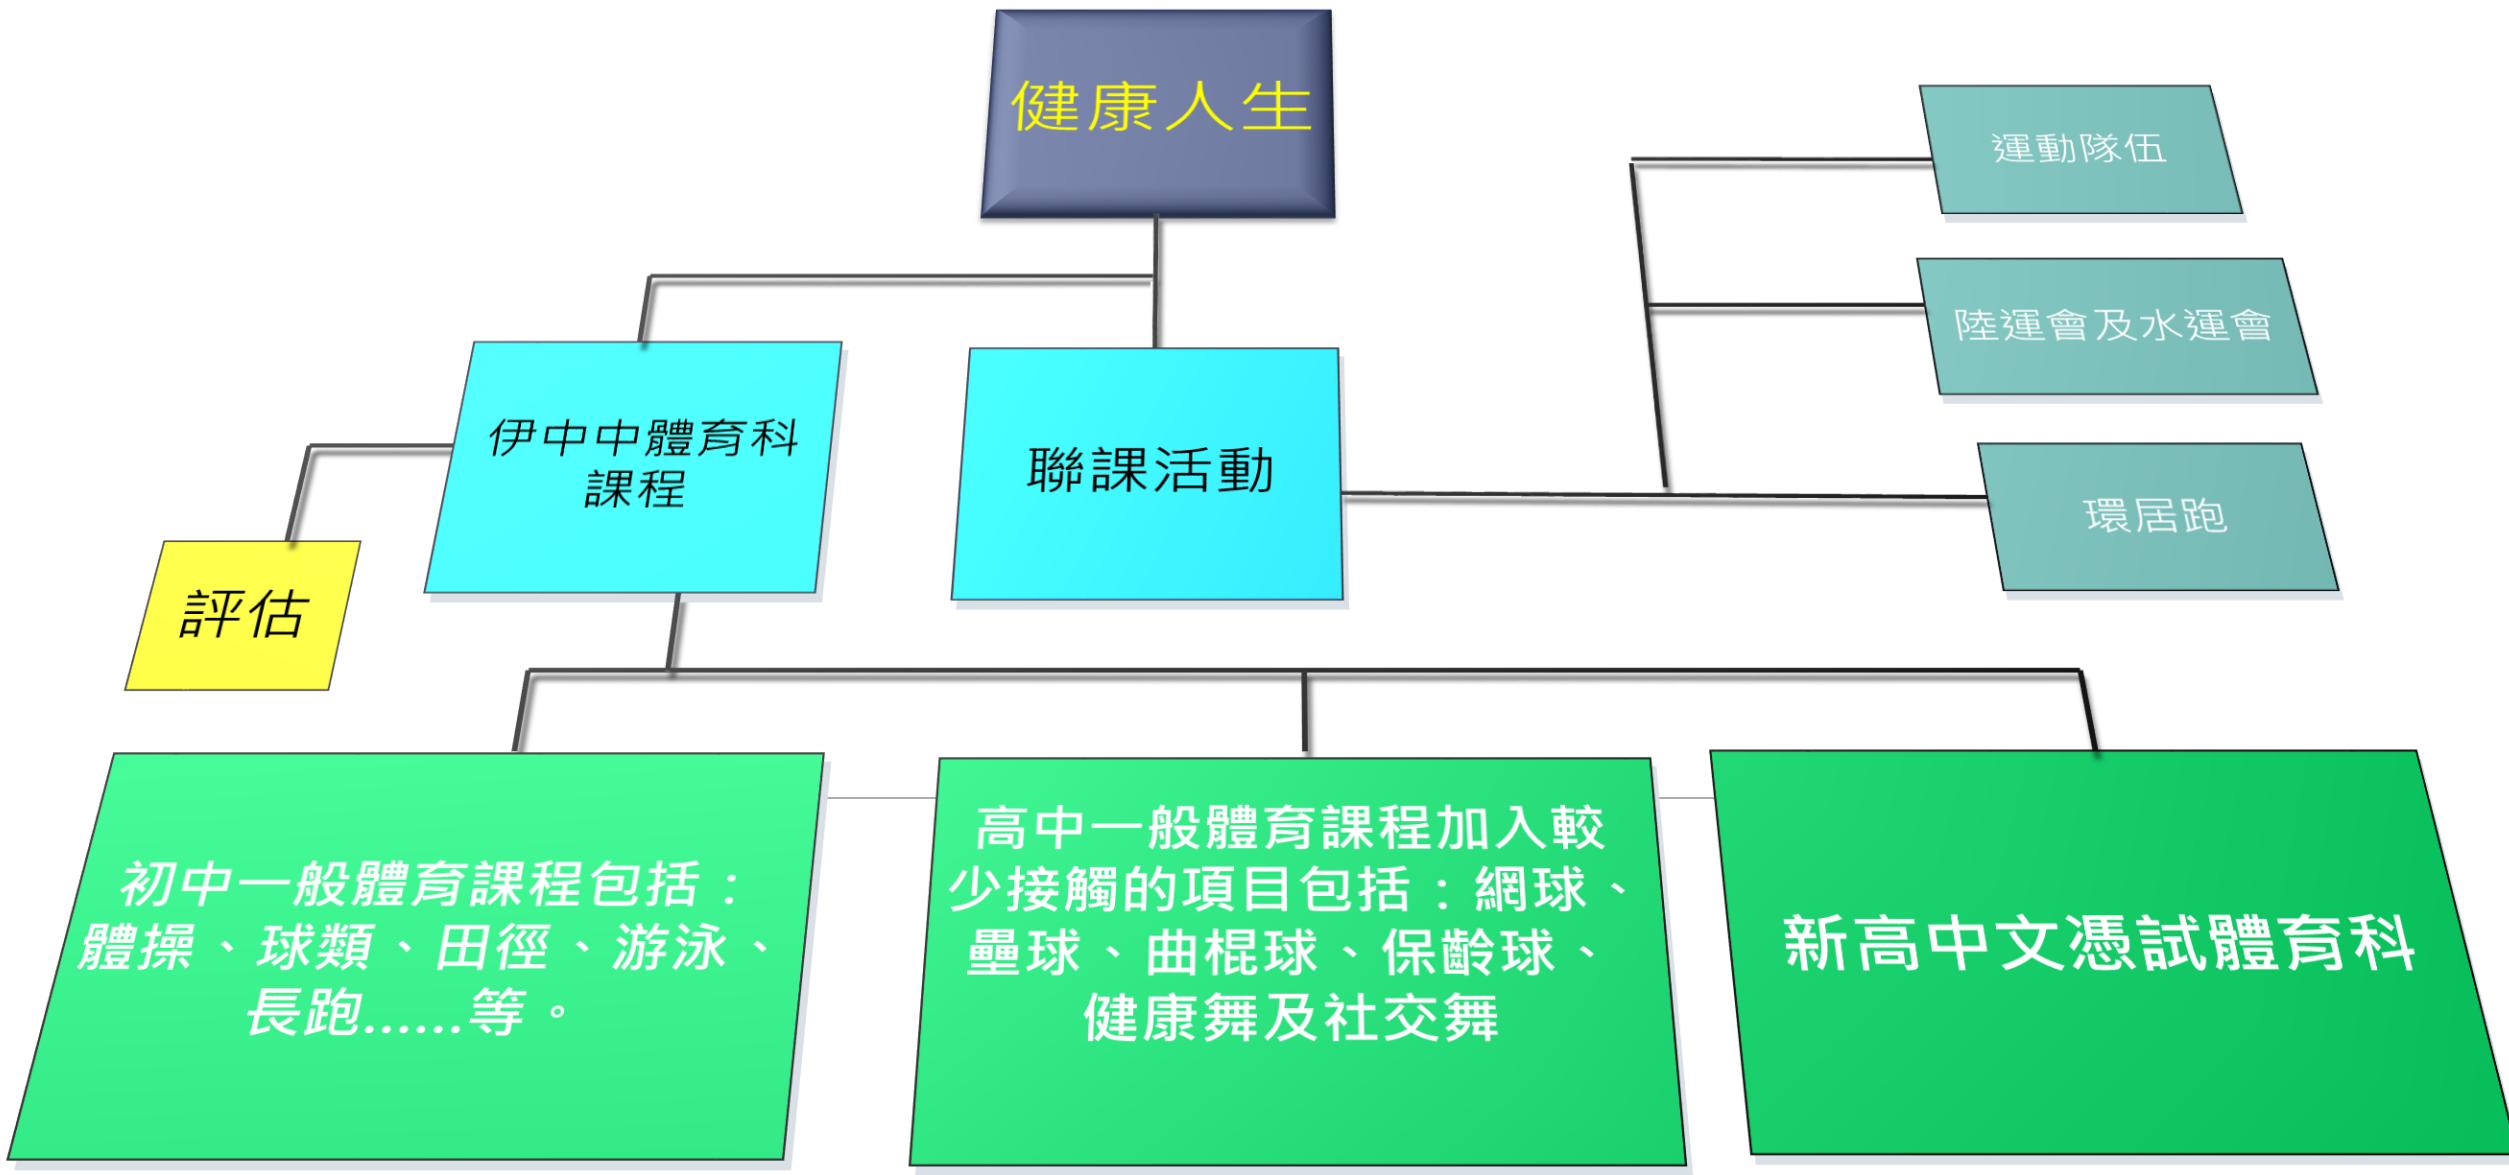 健康人生
運動隊伍
陸運會及水運會
伊中中體育科
課程
聯課活動
環居跑
評估
初中一般體育課程包括：
體操、球類、田徑、游泳、
長跑......等。
高中一般體育課程加入較
少接觸的項目包括：網球、
壘球、曲棍球、保齡球、
健康舞及社交舞
新高中文憑試體育科